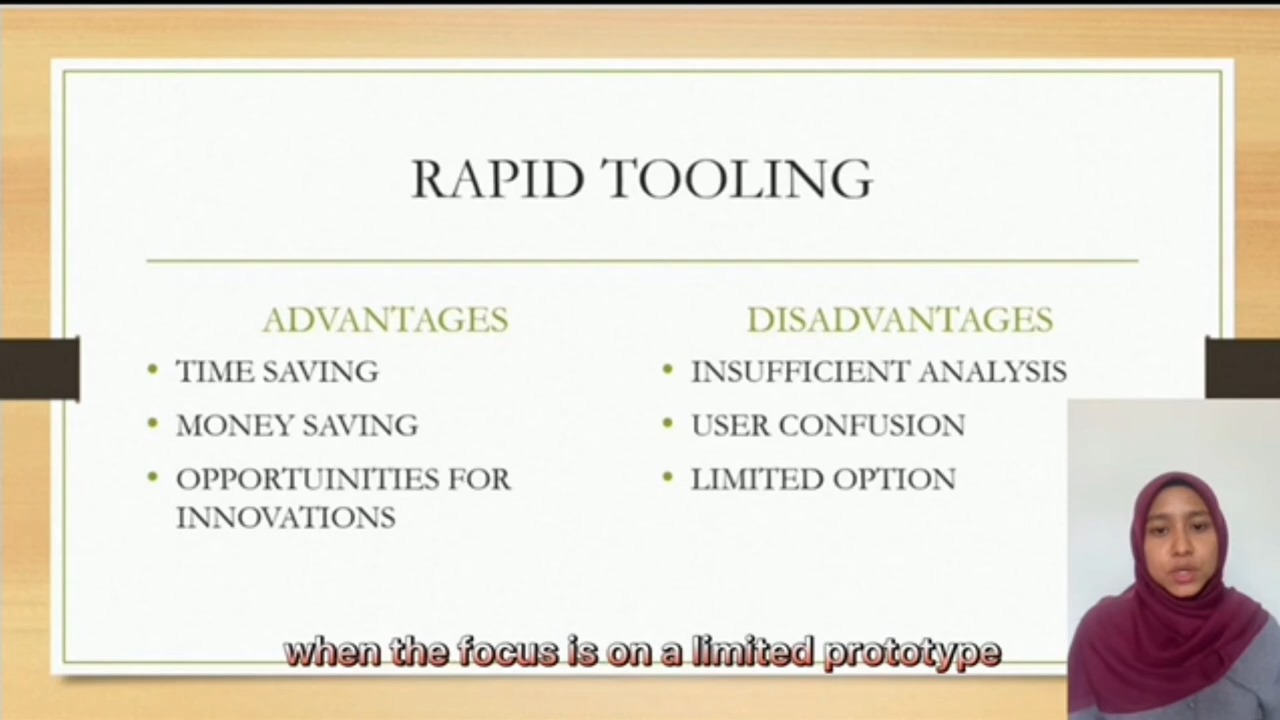 RAPID TOOLING
ADVANTAGES
• TIME SAVING
• MONEY SAVING
• OPPORTUINITIES FOR
INNOVATIONS
DISADVANTAGES
• INSUFFICIENT ANALYSIS
• USER CONFUSION
• LIMITED OPTION
when the focus is on a limited prototype